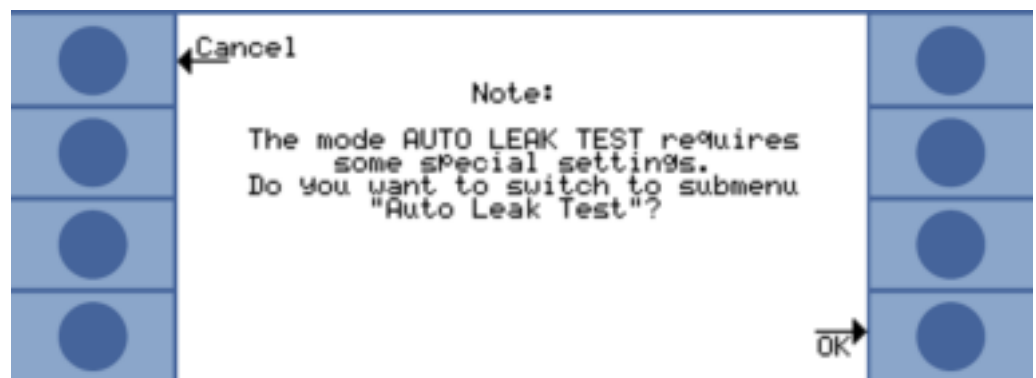 Cancel
Note:
The mode AUTO LEAK TEST requires
some special settings.
Do you want to switch to submenu
"Auto Leak Test"?
OK